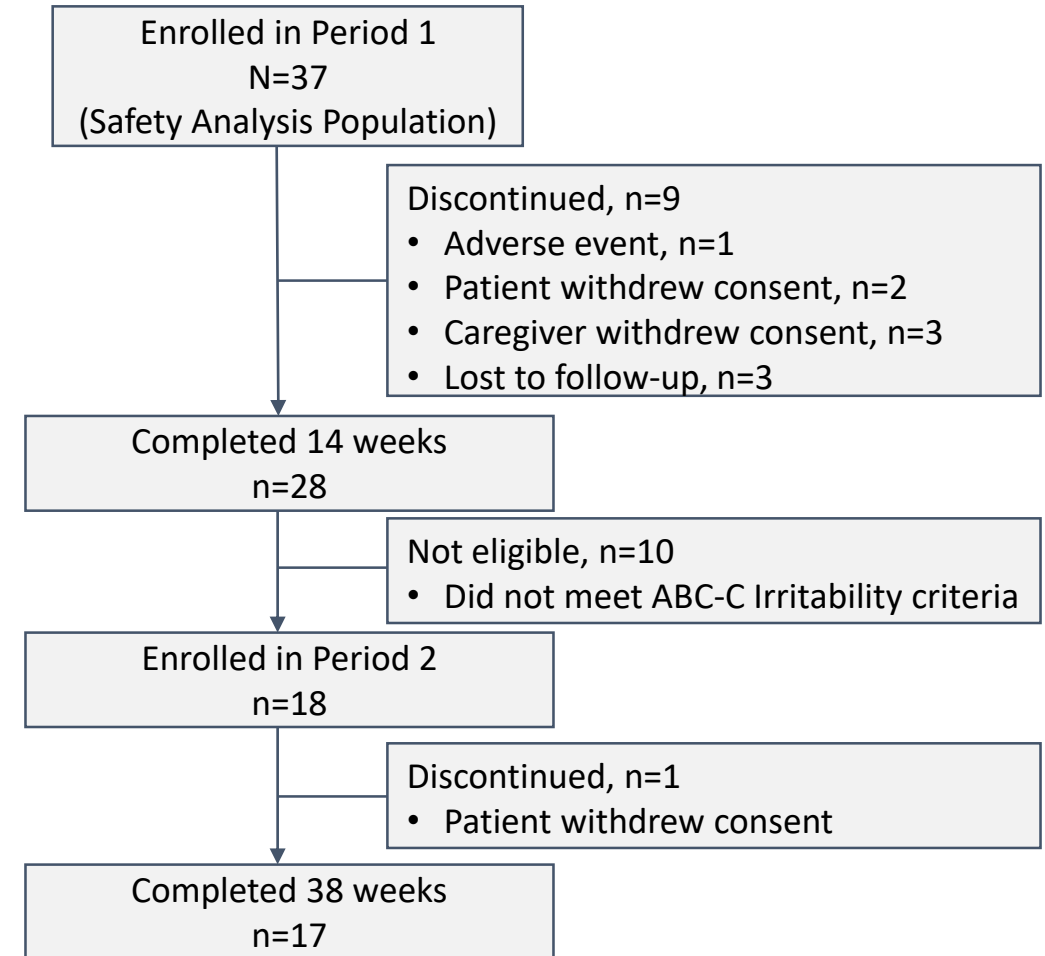 Enrolled in Period 1
N=37
(Safety Analysis Population)
Discontinued, n=9
• Adverse event, n=1
• Patient withdrew consent, n=2
• Caregiver withdrew consent, n=3
• Lost to follow-up, n=3
Completed 14 weeks
n=28
Not eligible, n=10
• Did not meet ABC-C Irritability criteria
Enrolled in Period 2
n=18
Discontinued, n=1
• Patient withdrew consent
Completed 38 weeks
n=17